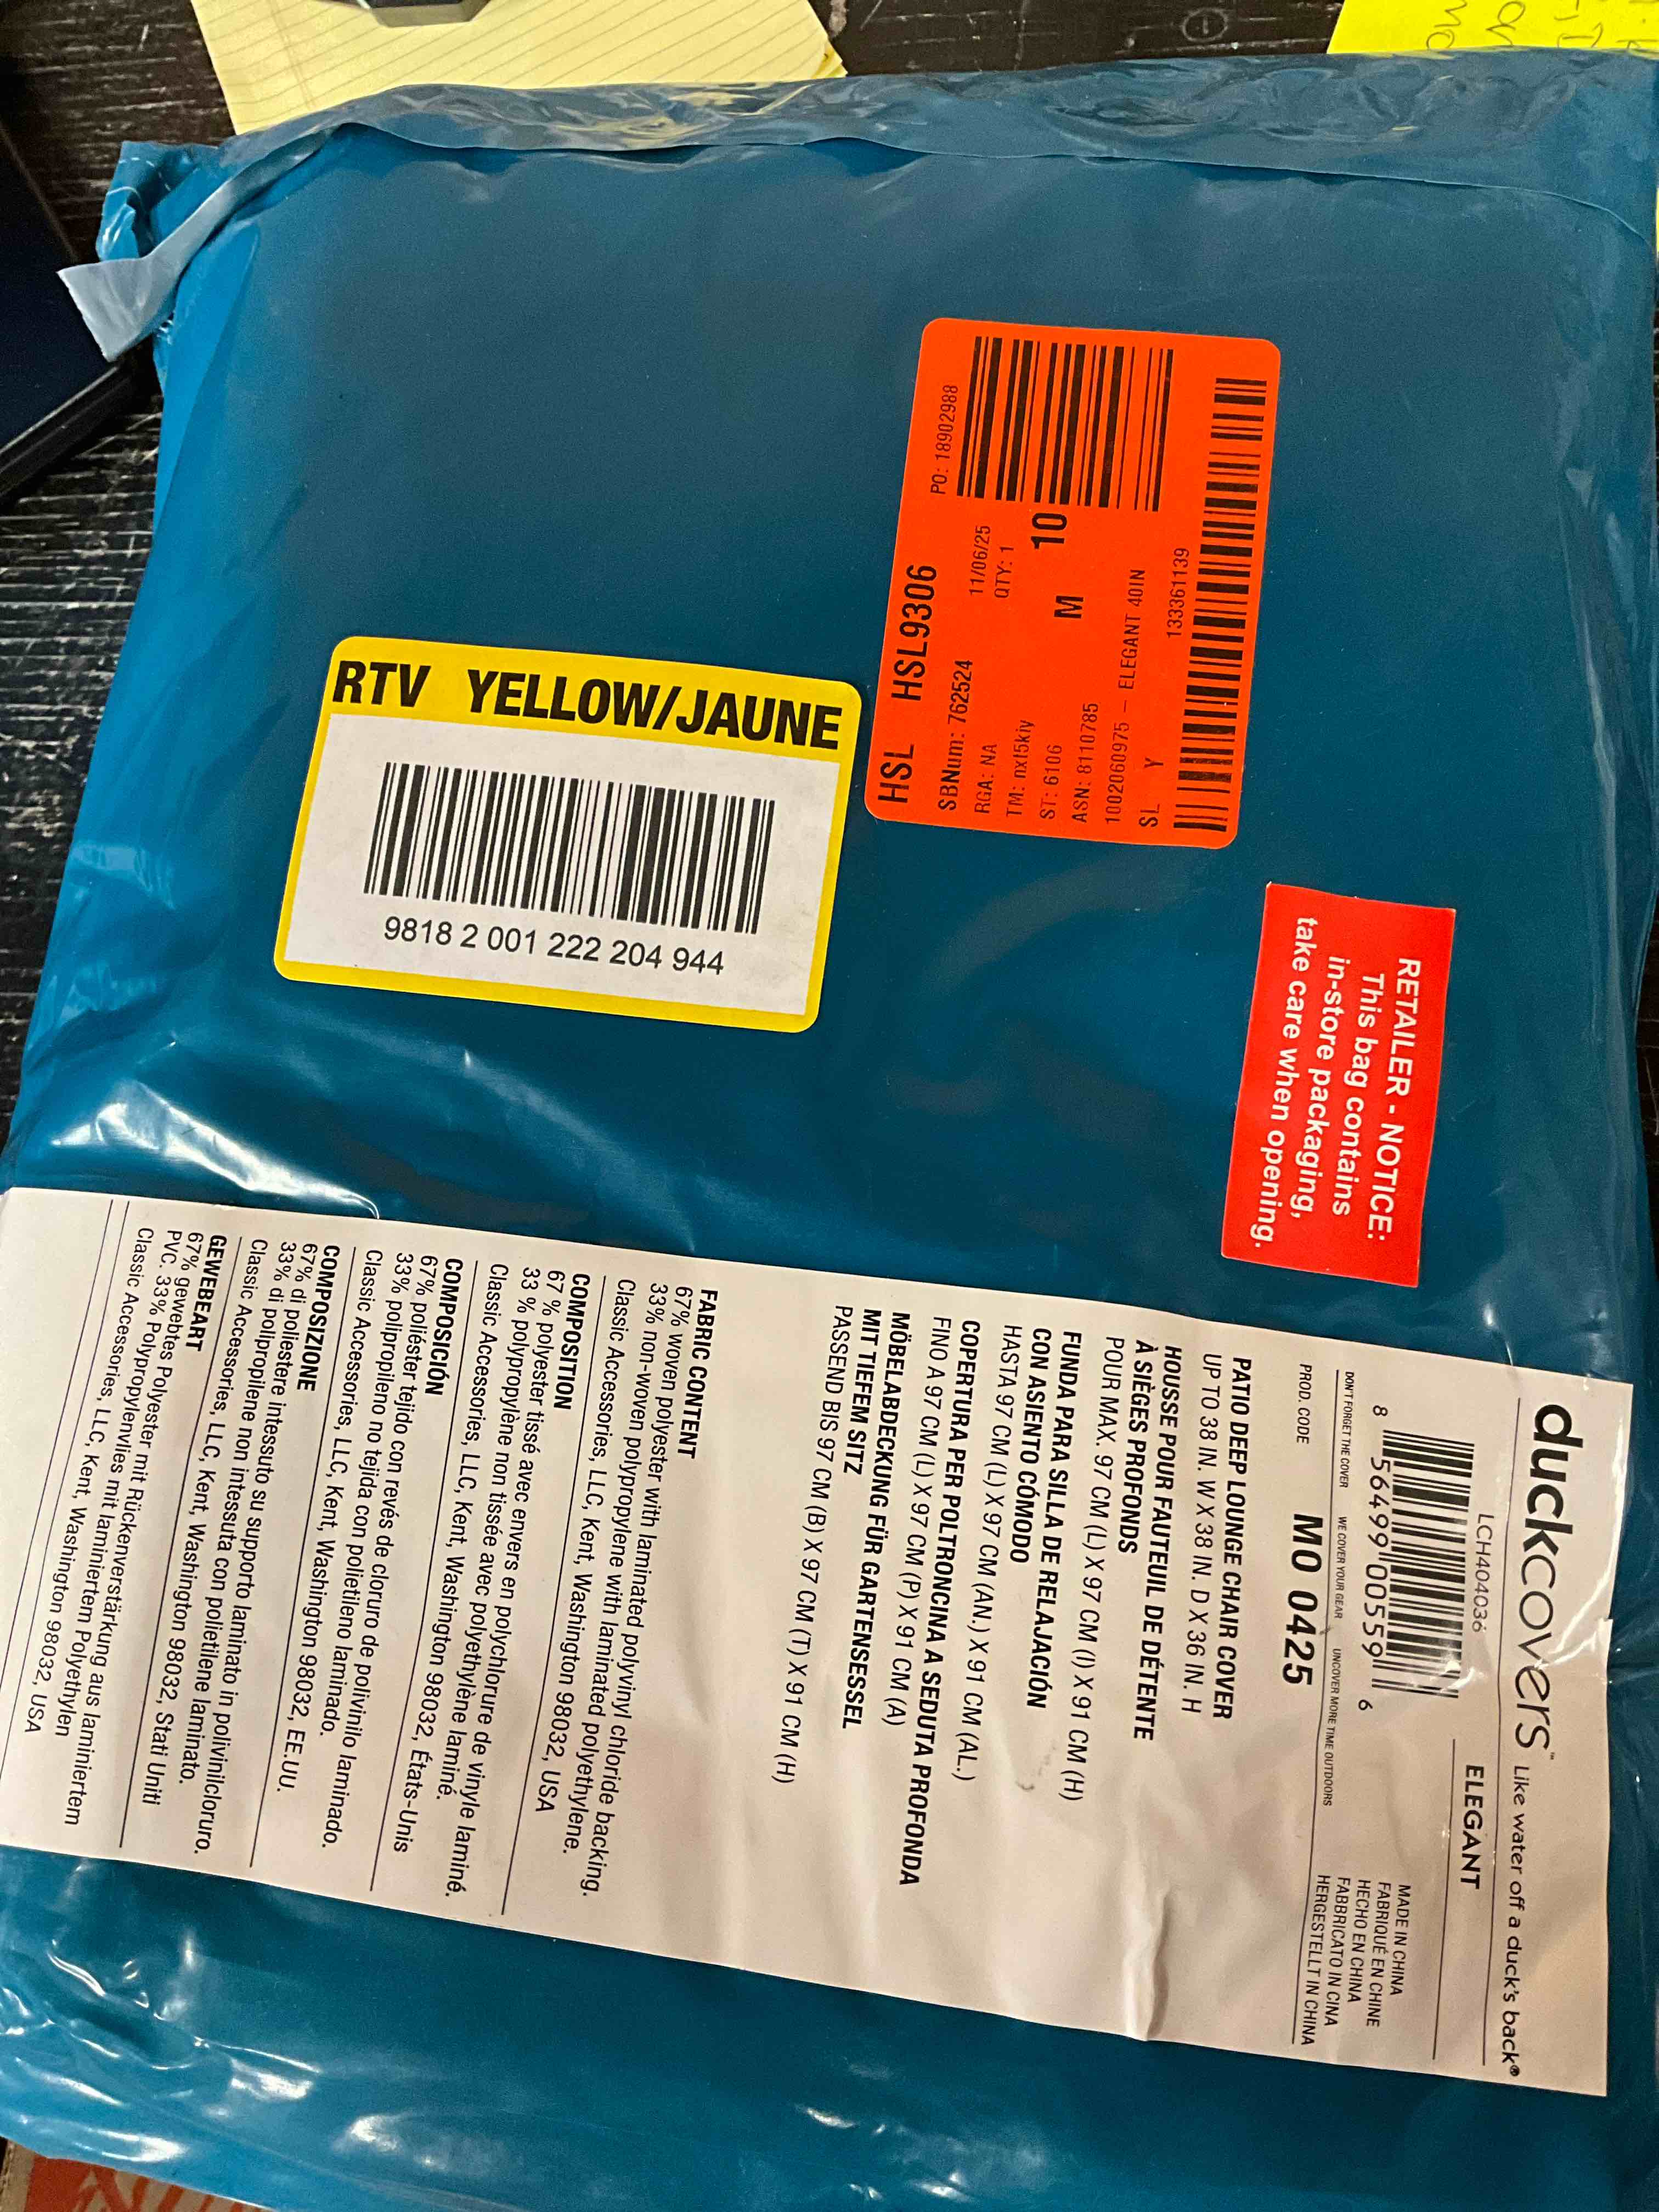 RTV YELLOW/JAUNE
9818 2 001 222 204 944
HSL HSL9306
SBNum: 762524 PO: 18902988
RGA: NA 11/06/25
TM: nxl5kiy QTY: 1
ST: 6106
M 10
ASN: 8110785
1002060975 - ELEGANT 40IN
SL Y
133361139
RETAILER - NOTICE:
This bag contains
in-store packaging,
take care when opening.
duckcovers™ Like water off a duck's back®
LCH404036 ELEGANT
8 56499 00559 6
DON'T FORGET THE COVER WE COVER YOUR GEAR UNCOVER MORE TIME OUTDOORS
MADE IN CHINA
FABRIQUÉ EN CHINE
HECHO EN CHINA
FABBRICATO IN CINA
HERGESTELLT IN CHINA
PROD. CODE MO 0425
PATIO DEEP LOUNGE CHAIR COVER
UP TO 38 IN. W X 38 IN. D X 36 IN. H
HOUSSE POUR FAUTEUIL DE DÉTENTE
À SIÈGES PROFONDS
POUR MAX. 97 CM (L) X 97 CM (l) X 91 CM (H)
FUNDA PARA SILLA DE RELAJACIÓN
CON ASIENTO CÓMODO
HASTA 97 CM (L) X 97 CM (AN.) X 91 CM (AL.)
COPERTURA PER POLTRONCINA A SEDUTA PROFONDA
FINO A 97 CM (L) X 97 CM (P) X 91 CM (A)
MÖBELABDECKUNG FÜR GARTENSESSEL
MIT TIEFEM SITZ
PASSEND BIS 97 CM (B) X 97 CM (T) X 91 CM (H)
FABRIC CONTENT
67% woven polyester with laminated polyvinyl chloride backing.
33% non-woven polypropylene with laminated polyethylene.
Classic Accessories, LLC, Kent, Washington 98032, USA
COMPOSITION
67 % polyester tissé avec envers en polychlorure de vinyle laminé.
33 % polypropylène non tissée avec polyethylène laminé.
Classic Accessories, LLC, Kent, Washington 98032, États-Unis
COMPOSICIÓN
67% poliéster tejido con revés de cloruro de polivinilo laminado.
33% polipropileno no tejida con polietileno laminado.
Classic Accessories, LLC, Kent, Washington 98032, EE.UU.
COMPOSIZIONE
67% di poliestere intessuto su supporto laminato in polivinilcloruro.
33% di polipropilene non intessuta con polietilene laminato.
Classic Accessories, LLC, Kent, Washington 98032, Stati Uniti
GEWEBEART
67% gewebtes Polyester mit Rückenverstärkung aus laminiertem
PVC. 33% Polypropylenvlies mit laminiertem Polyethylen
Classic Accessories, LLC, Kent, Washington 98032, USA